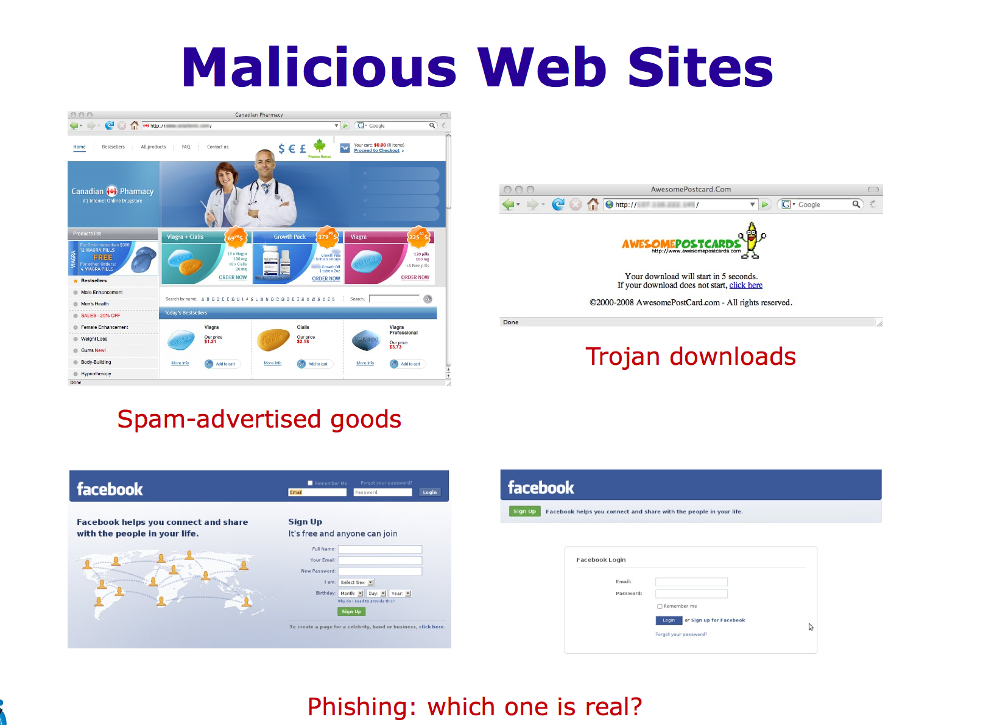 Malicious Web Sites
Canadian Pharmacy
http://
/
Google
Home
Bestsellers
All products
FAQ
Contact us
$ € £
Pharma Bonus
Your cart: $0.00 (0 items)
Proceed to Checkout ›
Canadian Pharmacy
#1 Internet Online Drugstore
Products list
VIAGRA
For Order more than $300:
12 VIAGRA PILLS
FREE
For other Orders:
4 VIAGRA PILLS
Bestsellers
Male Enhancement
Men's Health
SALES - 20% OFF
Female Enhancement
Weight Loss
Gums New!
Body-Building
Hypnotherapy
Viagra + Cialis
69.99$
10 x Viagra
100 mg
10 x Cialis
20 mg
ORDER NOW
Growth Pack
179.95$
Growth Pills
1 bottle x 60caps
Growth Oil
1 tube x 2oz
ORDER NOW
Viagra
225.61$
120 pills
100 mg
+4 Free pills
ORDER NOW
Search by name: A B C D E F G H I J K L M N O P Q R S T U V W X Y Z
Search:
Today's Bestsellers
Viagra
Our price
$1.21
More info
Add to cart
Cialis
Our price
$2.18
More info
Add to cart
Viagra
Professional
Our price
$3.73
More info
Add to cart
Done
Spam-advertised goods
AwesomePostcard.Com
http://
/
Google
AWESOMEPOSTCARDS
http://www.awesomepostcards.com
Your download will start in 5 seconds.
If your download does not start, click here
©2000-2008 AwesomePostCard.com - All rights reserved.
Done
Trojan downloads
facebook
Remember Me
Forgot your password?
Email
Password
Login
Facebook helps you connect and share
with the people in your life.
Sign Up
It's free and anyone can join
Full Name:
Your Email:
New Password:
I am: Select Sex:
Birthday: Month: Day: Year:
Why do I need to provide this?
Sign Up
To create a page for a celebrity, band or business, click here.
facebook
Sign Up
Facebook helps you connect and share with the people in your life.
Facebook Login
Email:
Password:
Remember me
Login or Sign up for Facebook
Forgot your password?
Phishing: which one is real?